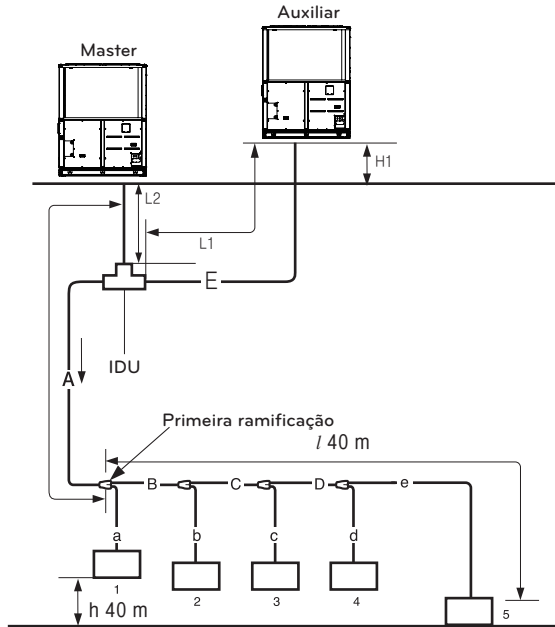 Auxiliar
Master
H1
L2
L1
E
IDU
A
Primeira ramificação
l 40 m
B
C
D
e
a
b
c
d
1
2
3
4
5
h 40 m